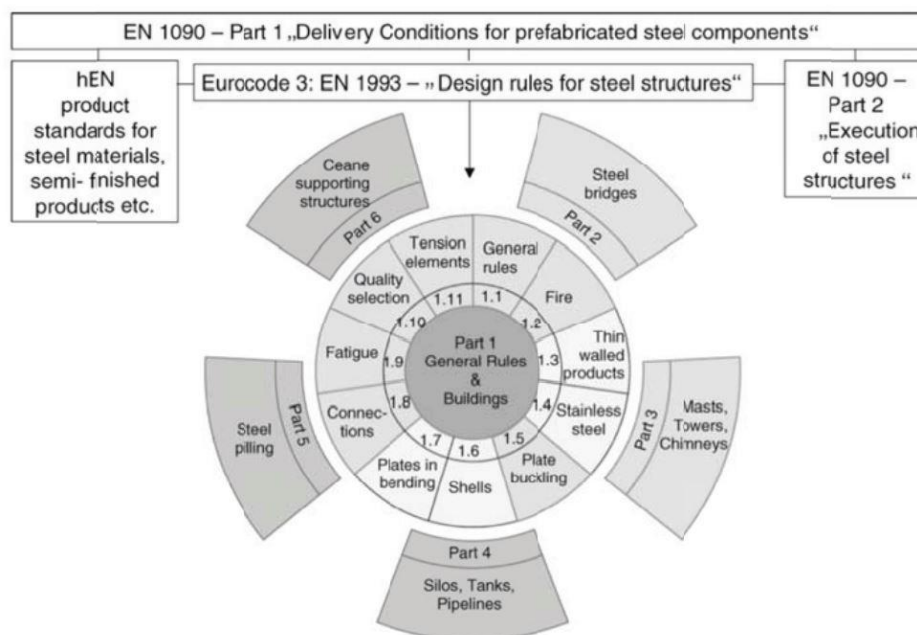 EN 1090 – Part 1 „Delivery Conditions for prefabricated steel components“
hEN
product
standards for
steel materials,
semi- finished
products etc.
Eurocode 3: EN 1993 – „ Design rules for steel structures“
EN 1090 –
Part 2
„Execution
of steel
structures “
Ceane
supporting
structures
Part 6
Steel
bridges
Part 2
Tension
elements
1.11
General
rules
1.1
Quality
selection
1.10
Fire
1.2
Fatigue
1.9
Part 1
General Rules
&
Buildings
Thin
walled
products
1.3
Connec-
tions
1.8
Stainless
steel
1.4
Plates in
bending
1.7
Shells
1.6
Plate
buckling
1.5
Steel
pilling
Part 5
Part 3
Masts,
Towers,
Chimneys
Part 4
Silos, Tanks,
Pipelines